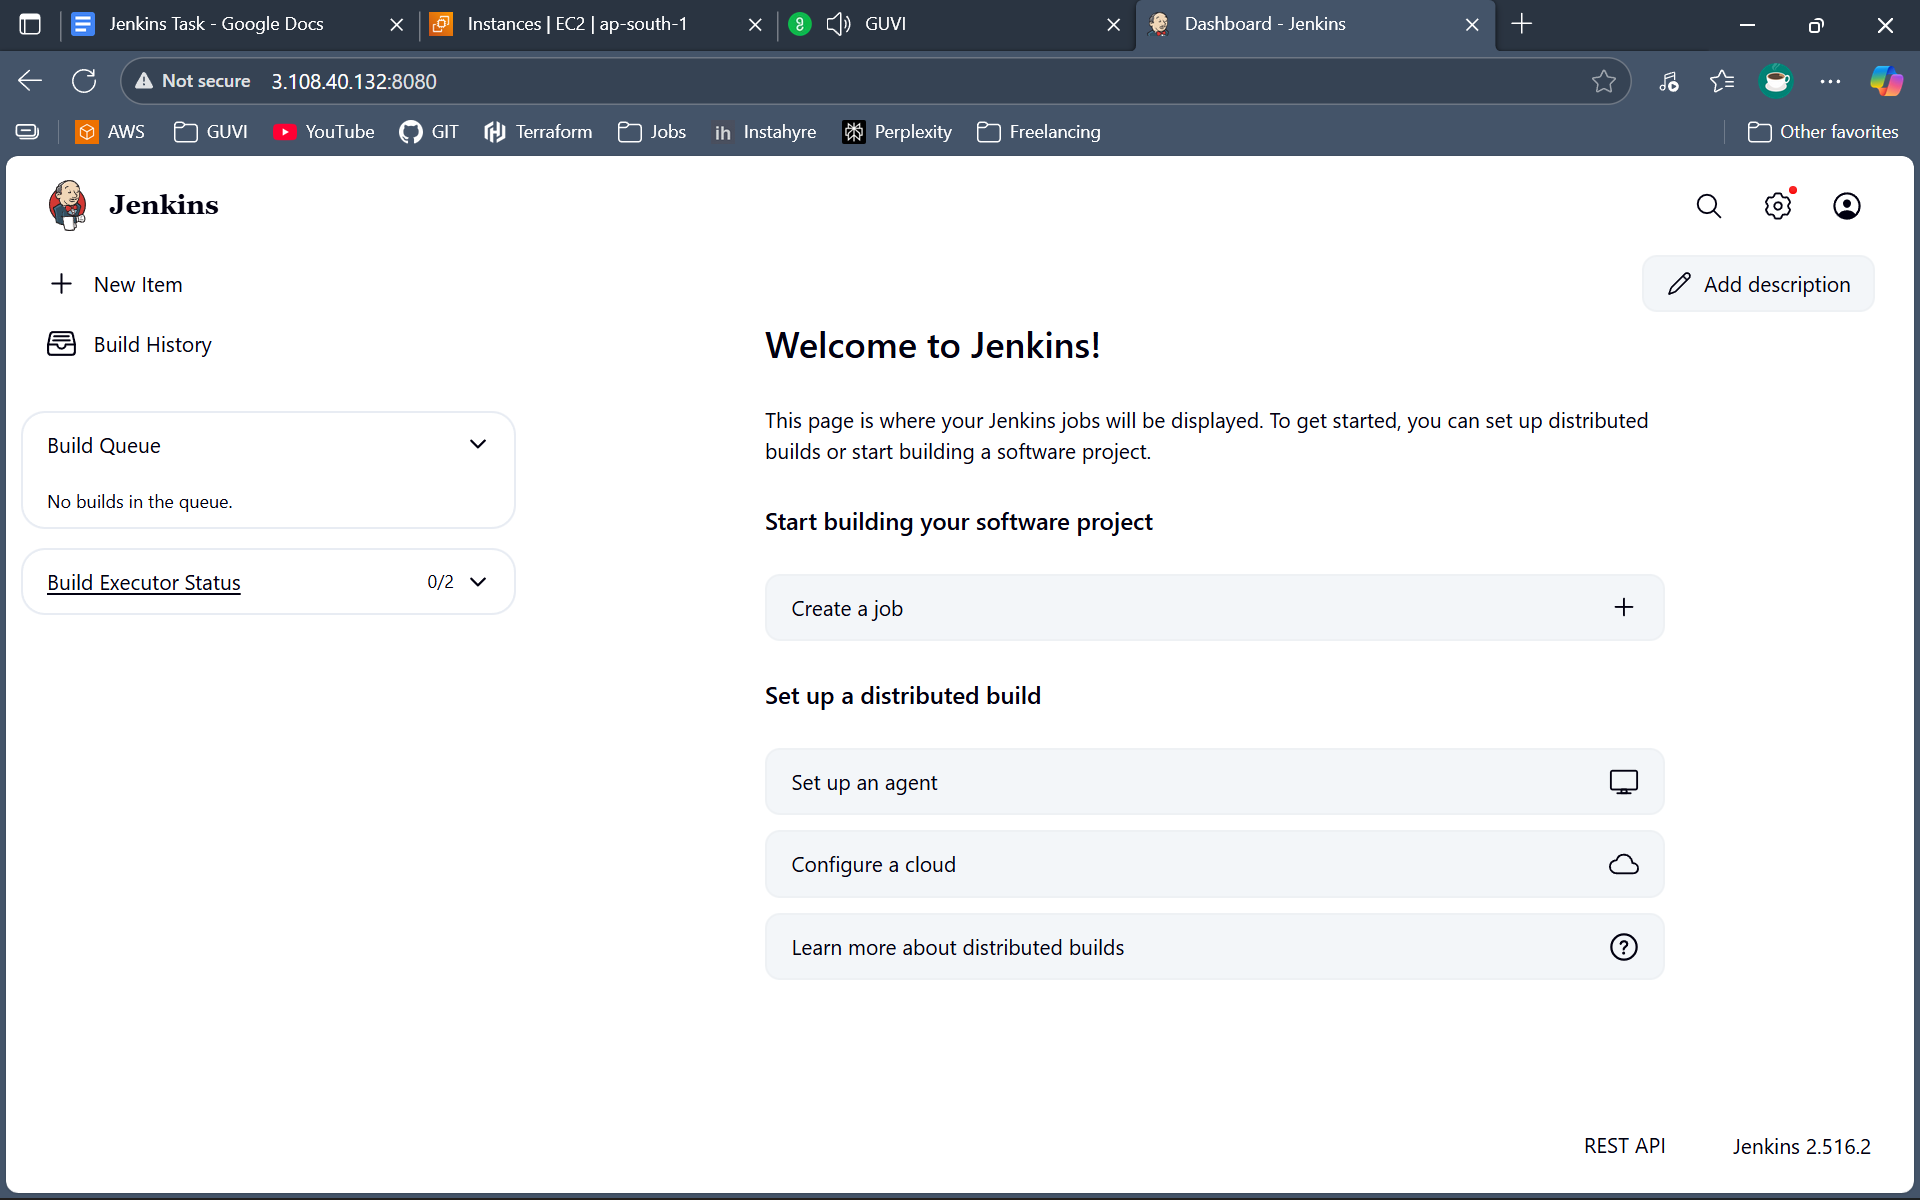 Jenkins Task - Google Docs
Instances | EC2 | ap-south-1
GUVI
Dashboard - Jenkins
Not secure
3.108.40.132:8080
AWS
GUVI
YouTube
GIT
Terraform
Jobs
ih Instahyre
Perplexity
Freelancing
Other favorites
Jenkins
New Item
Add description
Build History
Welcome to Jenkins!
This page is where your Jenkins jobs will be displayed. To get started, you can set up distributed
builds or start building a software project.
Build Queue
No builds in the queue.
Build Executor Status
0/2
Start building your software project
Create a job
Set up a distributed build
Set up an agent
Configure a cloud
Learn more about distributed builds
REST API
Jenkins 2.516.2